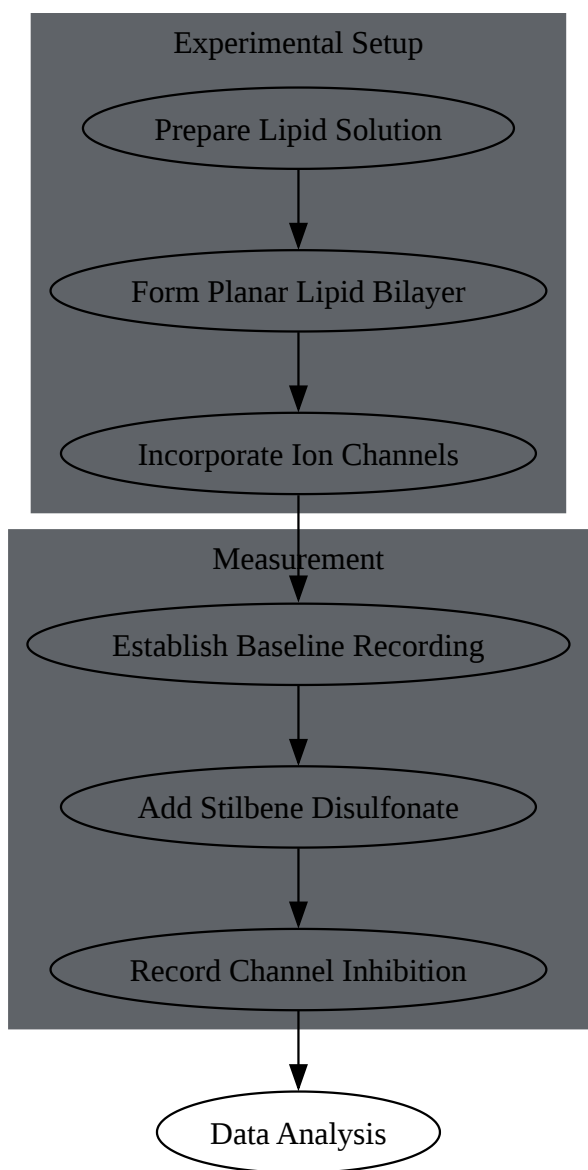 Experimental Setup
Prepare Lipid Solution
Form Planar Lipid Bilayer
Incorporate Ion Channels
Measurement
Establish Baseline Recording
Add Stilbene Disulfonate
Record Channel Inhibition
Data Analysis